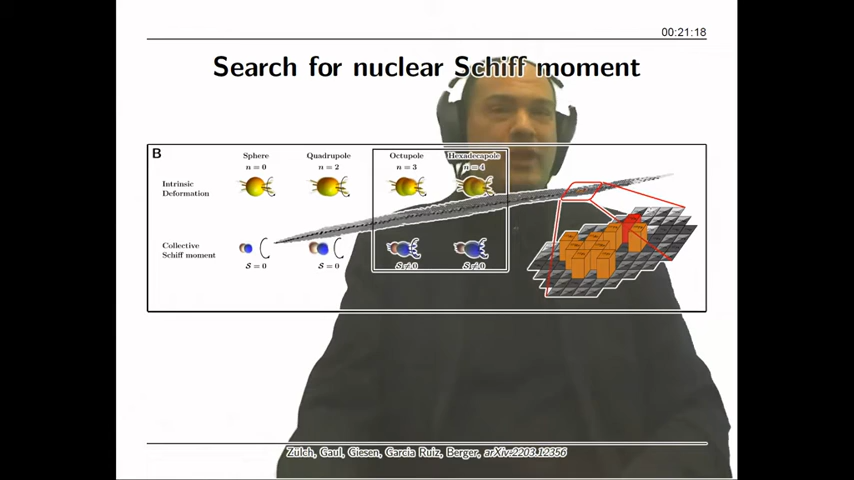 00:21:18
Search for nuclear Schiff moment
B
Sphere Quadrupole Octupole Hexadecapole
n = 0 n = 2 n = 3 n = 4
Intrinsic
Deformation
Collective
Schiff moment
S = 0 S = 0 S ≠ 0 S ≠ 0
Zülch, Gaul, Giesen, Garcia Ruiz, Berger, arXiv:2203.12356